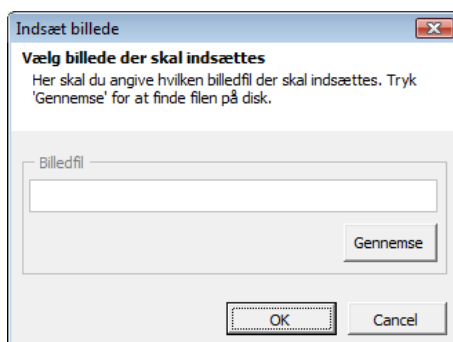 Indsæt billede
Vælg billede der skal indsættes
Her skal du angive hvilken billedfil der skal indsættes. Tryk
'Gennemse' for at finde filen på disk.
Billedfil
Gennemse
OK
Cancel